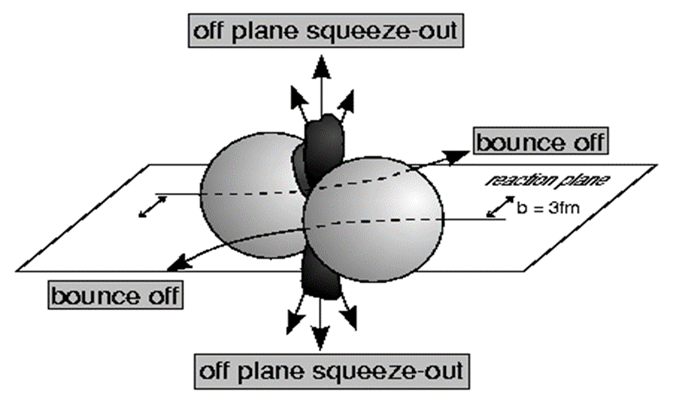 off plane squeeze-out
bounce off
reaction plane
b = 3fm
bounce off
off plane squeeze-out